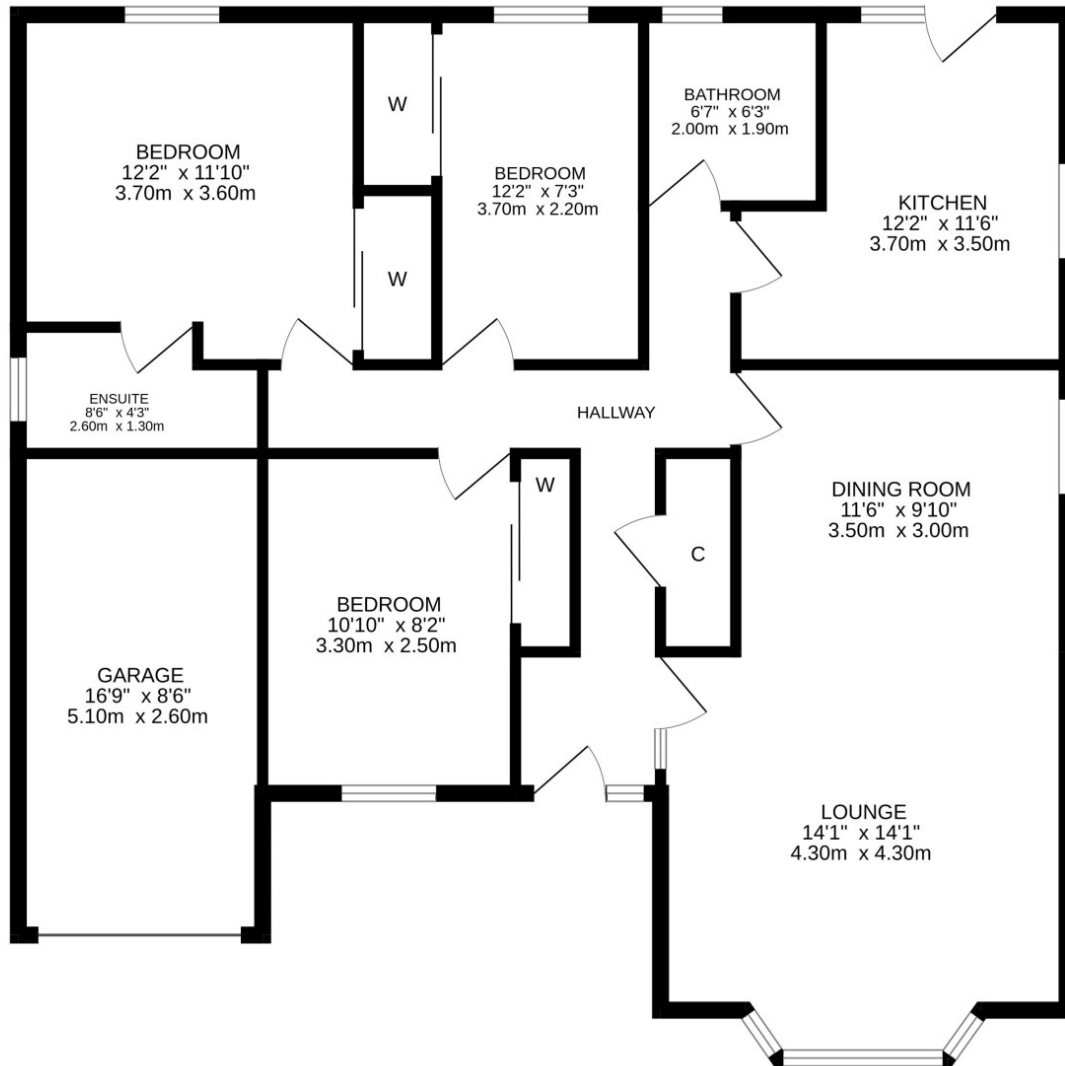 BEDROOM
12'2" x 11'10"
3.70m x 3.60m
W
W
BEDROOM
12'2" x 7'3"
3.70m x 2.20m
BATHROOM
6'7" x 6'3"
2.00m x 1.90m
KITCHEN
12'2" x 11'6"
3.70m x 3.50m
ENSUITE
8'6" x 4'3"
2.60m x 1.30m
HALLWAY
W
C
DINING ROOM
11'6" x 9'10"
3.50m x 3.00m
BEDROOM
10'10" x 8'2"
3.30m x 2.50m
GARAGE
16'9" x 8'6"
5.10m x 2.60m
LOUNGE
14'1" x 14'1"
4.30m x 4.30m